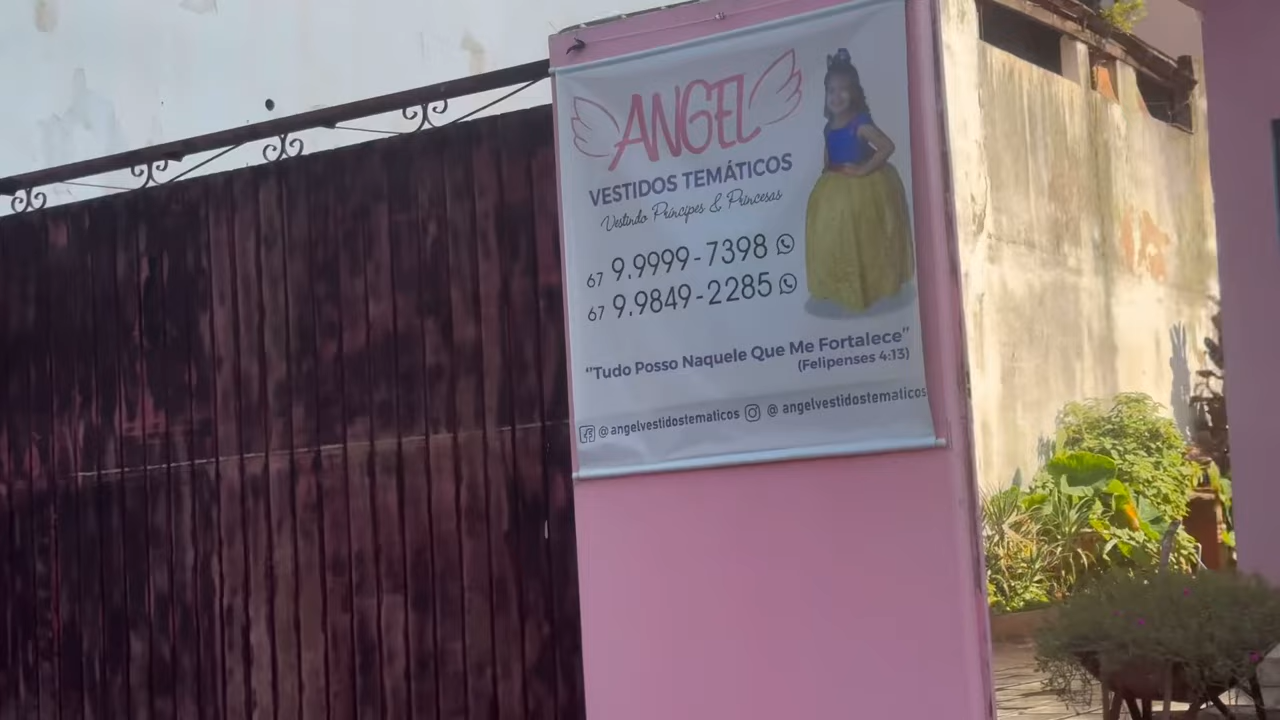 ANGEL
VESTIDOS TEMÁTICOS
Vestindo Príncipes & Princesas
67 9.9999-7398
67 9.9849-2285
"Tudo Posso Naquele Que Me Fortalece"
(Felipenses 4:13)
@angelvestidostematicos @ angelvestidostematicos